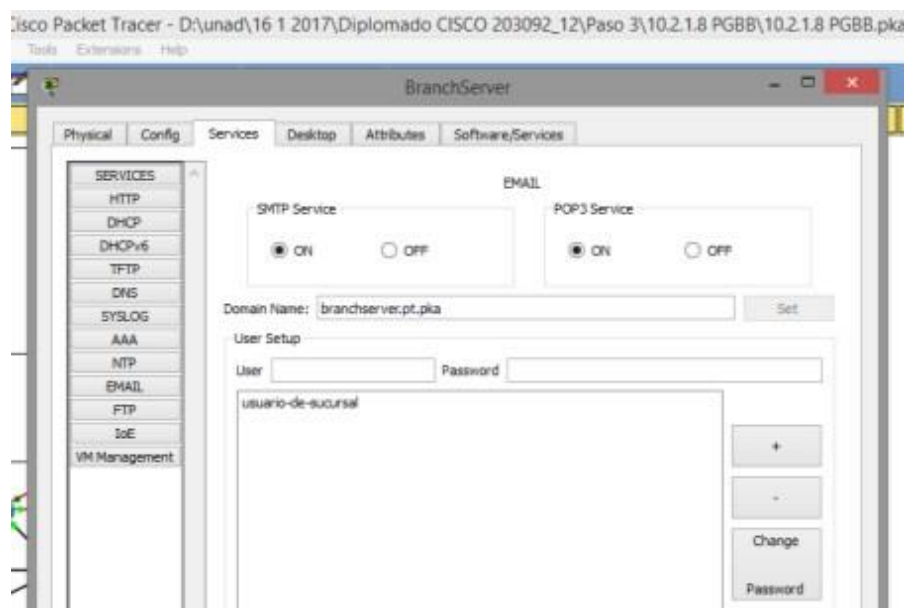 Cisco Packet Tracer - D:\unad\16 1 2017\Diplomado CISCO 203092_12\Paso 3\10.2.1.8 PGBB\10.2.1.8 PGBB.pka
Tools Extensions Help
BranchServer
Physical Config Services Desktop Attributes Software/Services
SERVICES
HTTP
DHCP
DHCPv6
TFTP
DNS
SYSLOG
AAA
NTP
EMAIL
FTP
IoE
VM Management
EMAIL
SMTP Service
ON OFF
POP3 Service
ON OFF
Domain Name: branchserver.pt.pka Set
User Setup
User Password
usuario-de-sucursal
+
-
Change
Password